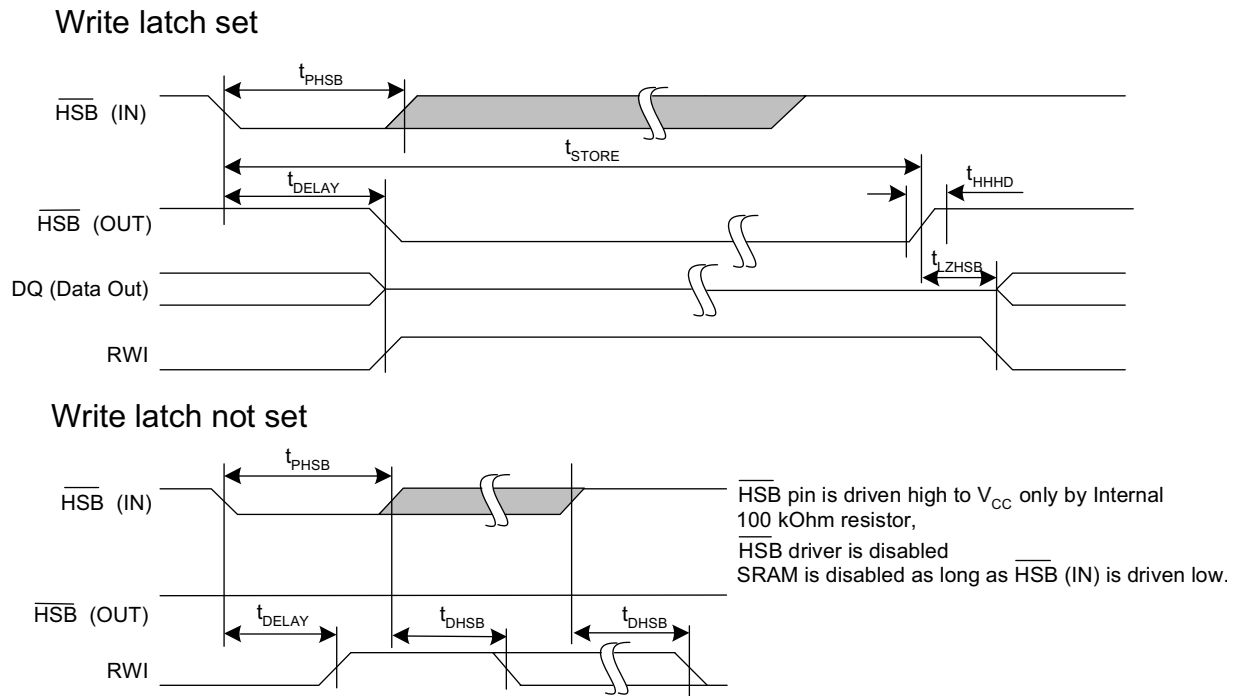 Write latch set
tPHSB
HSB (IN)
tSTORE
tDELAY
tHHHD
HSB (OUT)
tLZHSB
DQ (Data Out)
RWI
Write latch not set
tPHSB
HSB (IN)
HSB pin is driven high to VCC only by Internal
100 kOhm resistor,
HSB driver is disabled
SRAM is disabled as long as HSB (IN) is driven low.
HSB (OUT)
tDELAY
tDHSB
tDHSB
RWI